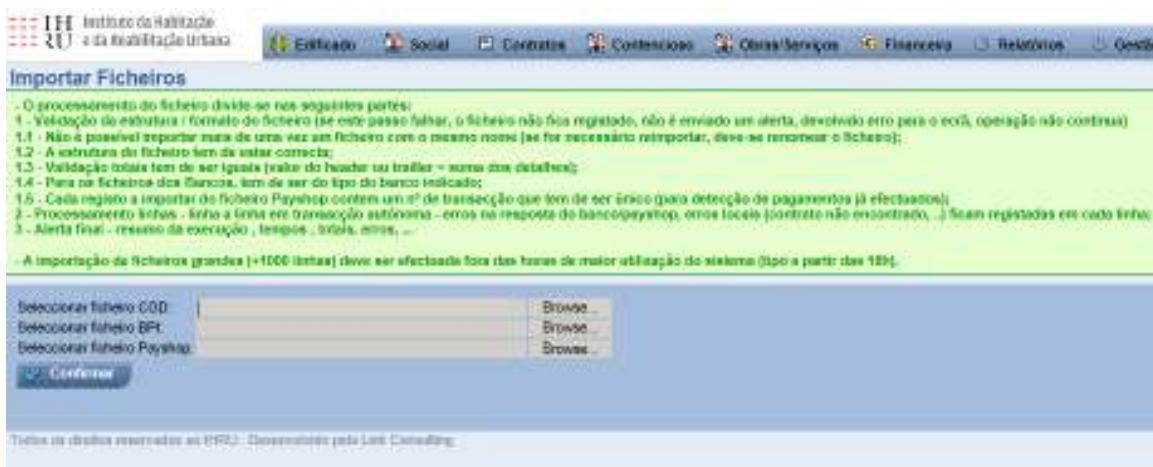 IHRU Instituto da Habitação
e da Reabilitação Urbana
Edificado Social Contratos Contencioso Obras/Serviços Financeira Relatórios Gestã
Importar Ficheiros
- O processamento do ficheiro divide-se nas seguintes partes:
1 - Validação da estrutura / formato do ficheiro (se este passo falhar, o ficheiro não fica registado, não é enviado um alerta, devolvido erro para o ecrã, operação não continua)
1.1 - Não é possível importar mais de uma vez um ficheiro com o mesmo nome (se for necessário reimportar, deve-se renomear o ficheiro);
1.2 - A estrutura do ficheiro tem de estar correcta;
1.3 - Validação totais tem de ser iguais (valor do header ou trailler = soma dos detalhes);
1.4 - Para os ficheiros dos Bancos, tem de ser do tipo do banco indicado;
1.5 - Cada registo a importar do ficheiro Payshop contem um nº de transacção que tem de ser único (para detecção de pagamentos já efectuados);
2 - Processamento linhas - linha a linha em transacção autónoma - erros na resposta do banco/payshop, erros locais (contrato não encontrado, ..) ficam registadas em cada linha;
3 - Alerta final - resumo da execução , tempos , totais, erros, ...
- A importação de ficheiros grandes (+1000 linhas) deve ser efectuada fora das horas de maior utilização do sistema (tipo a partir das 18h).
Seleccionar ficheiro CGD: Browse...
Seleccionar ficheiro BPI: Browse...
Seleccionar ficheiro Payshop: Browse...
Confirmar
Todos os direitos reservados ao IHRU. Desenvolvido pela Link Consulting